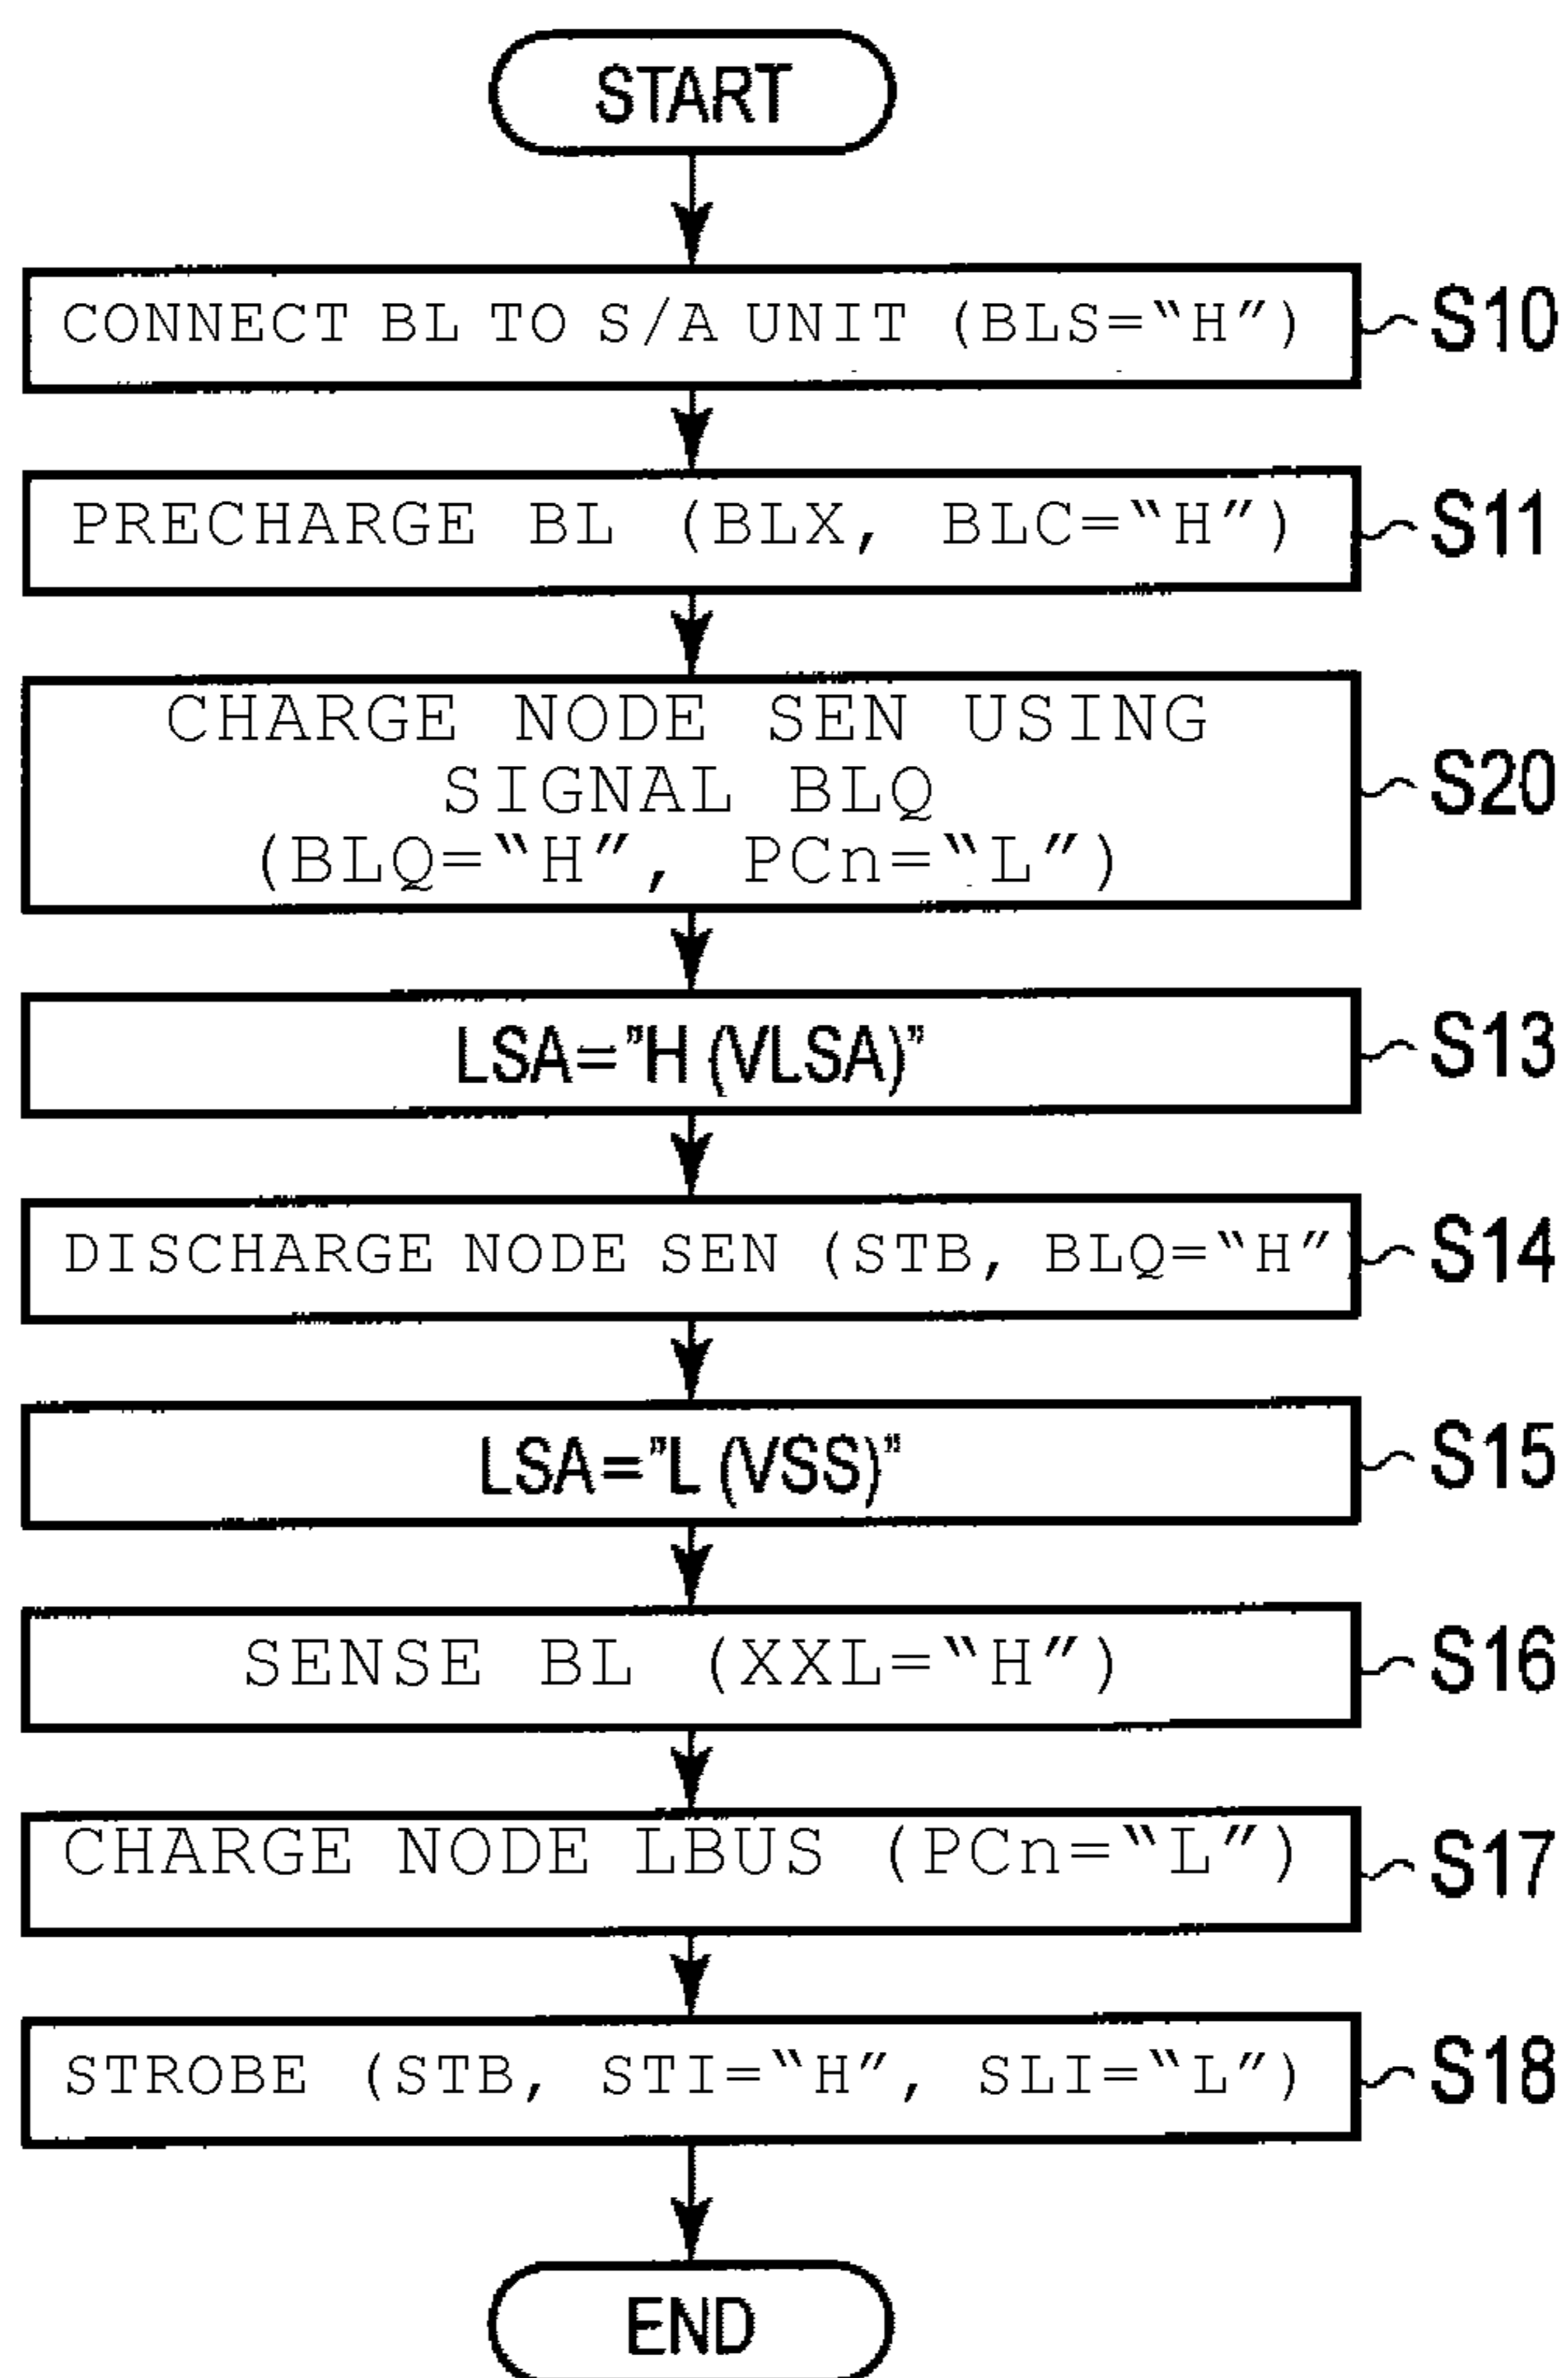 START
CONNECT BL TO S/A UNIT (BLS=“H”)
S10
PRECHARGE BL (BLX, BLC=“H”)
S11
CHARGE NODE SEN USING
SIGNAL BLQ
(BLQ=“H”, PCn=“L”)
S20
LSA=”H (VLSA)”
S13
DISCHARGE NODE SEN (STB, BLQ=“H”)
S14
LSA=”L (VSS)”
S15
SENSE BL (XXL=“H”)
S16
CHARGE NODE LBUS (PCn=“L”)
S17
STROBE (STB, STI=“H”, SLI=“L”)
S18
END